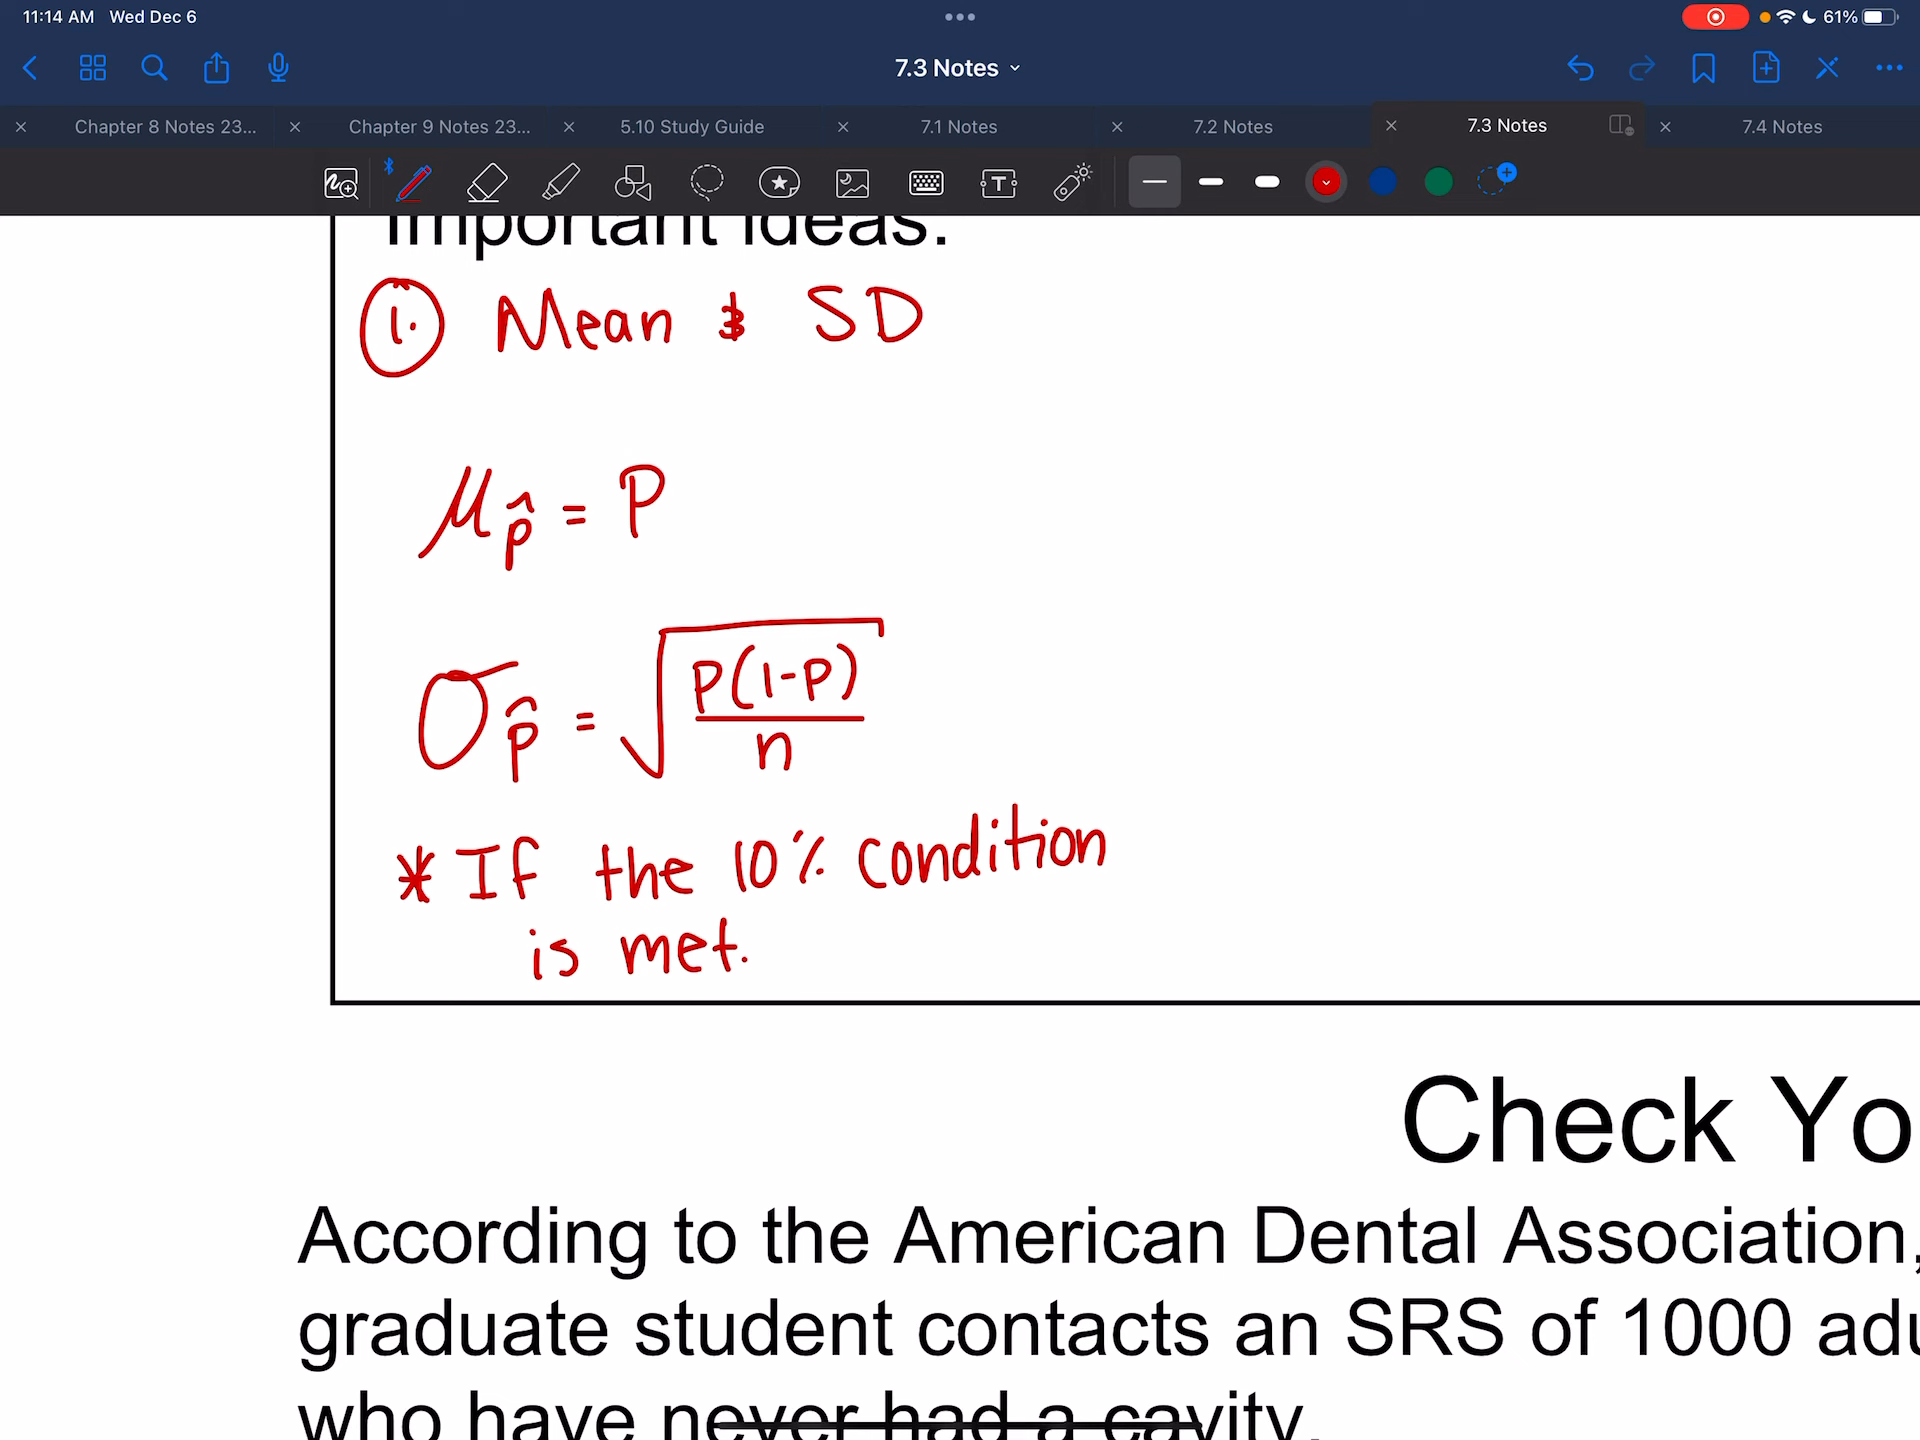 11:14 AM Wed Dec 6
61%
7.3 Notes
Chapter 8 Notes 23...
Chapter 9 Notes 23...
5.10 Study Guide
7.1 Notes
7.2 Notes
7.3 Notes
7.4 Notes
Important Ideas:
1. Mean & SD
μp̂ = P
σp̂ = √(p(1-p)/n)
* If the 10% condition
is met.
Check Yo
According to the American Dental Association,
graduate student contacts an SRS of 1000 adu
who have never had a cavity.